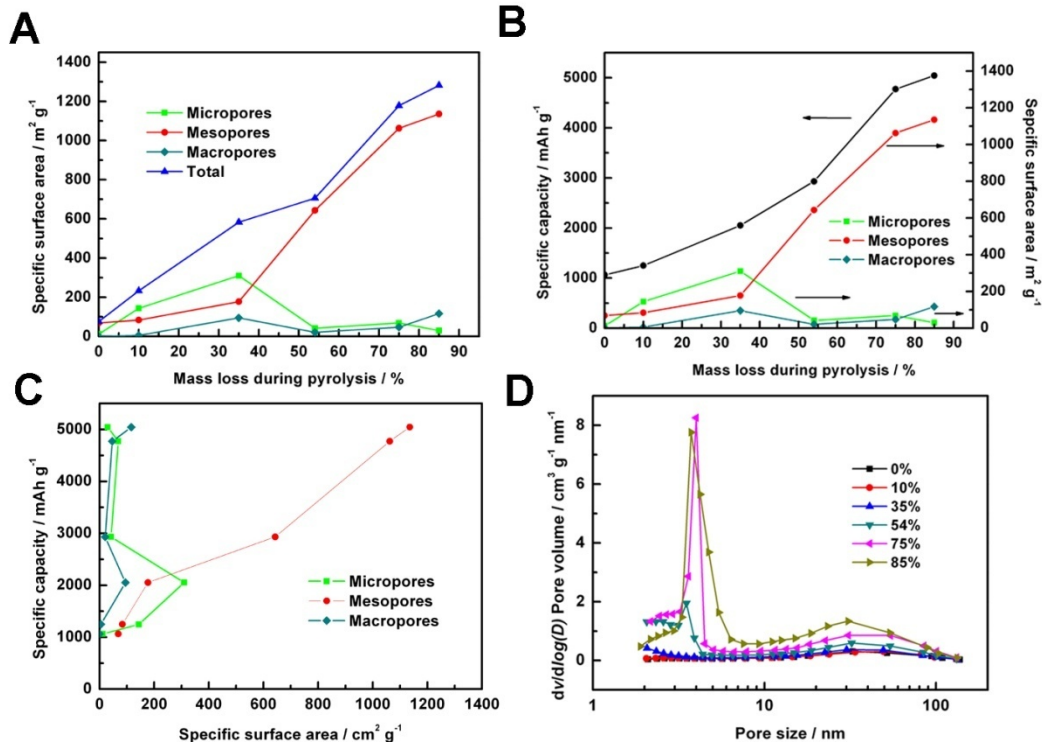 A
Specific surface area / m² g⁻¹
1400
1200
1000
800
600
400
200
0
Micropores
Mesopores
Macropores
Total
0 10 20 30 40 50 60 70 80 90
Mass loss during pyrolysis / %
B
Specific capacity / mAh g⁻¹
5000
4000
3000
2000
1000
0
Micropores
Mesopores
Macropores
1400
1200
1000
800
600
400
200
0
Sepcific surface area / m² g⁻¹
0 10 20 30 40 50 60 70 80 90
Mass loss during pyrolysis / %
C
Specific capacity / mAh g⁻¹
5000
4000
3000
2000
1000
0
Micropores
Mesopores
Macropores
0 200 400 600 800 1000 1200 1400
Specific surface area / cm² g⁻¹
D
dv/dlog(D) Pore volume / cm³ g⁻¹ nm⁻¹
8
6
4
2
0
0%
10%
35%
54%
75%
85%
1 10 100
Pore size / nm